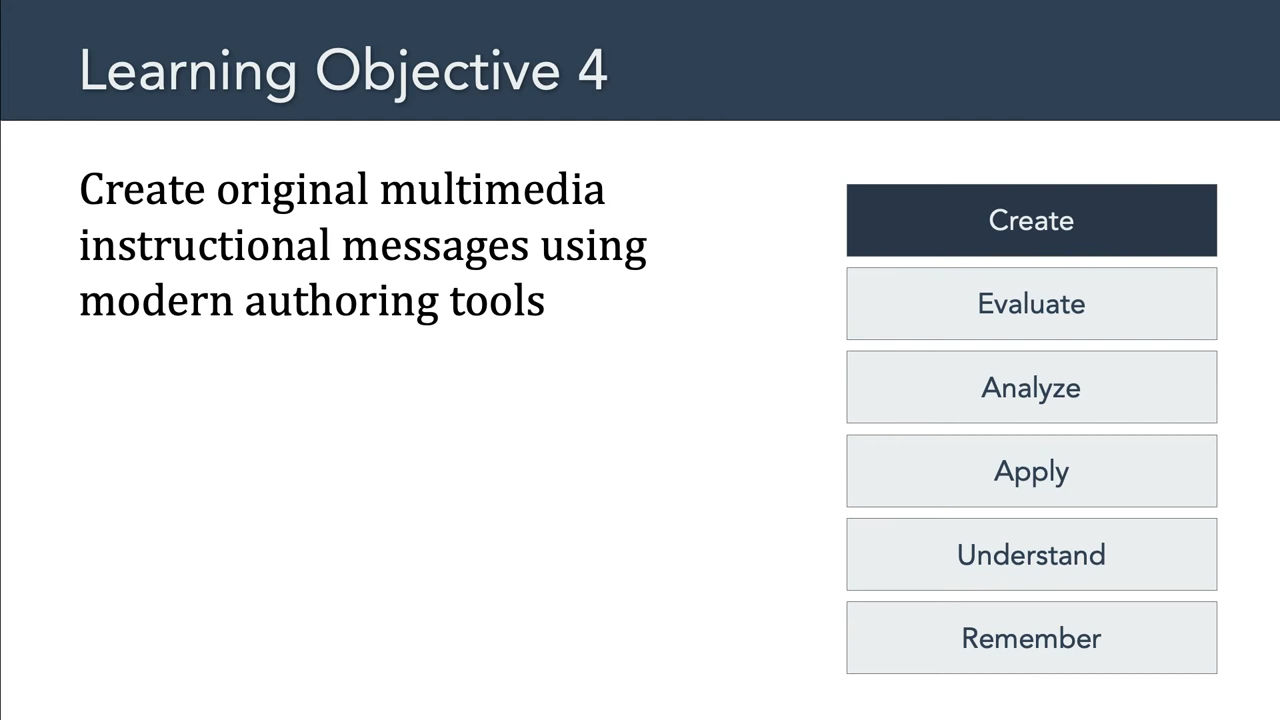 Learning Objective 4
Create original multimedia
instructional messages using
modern authoring tools
Create
Evaluate
Analyze
Apply
Understand
Remember